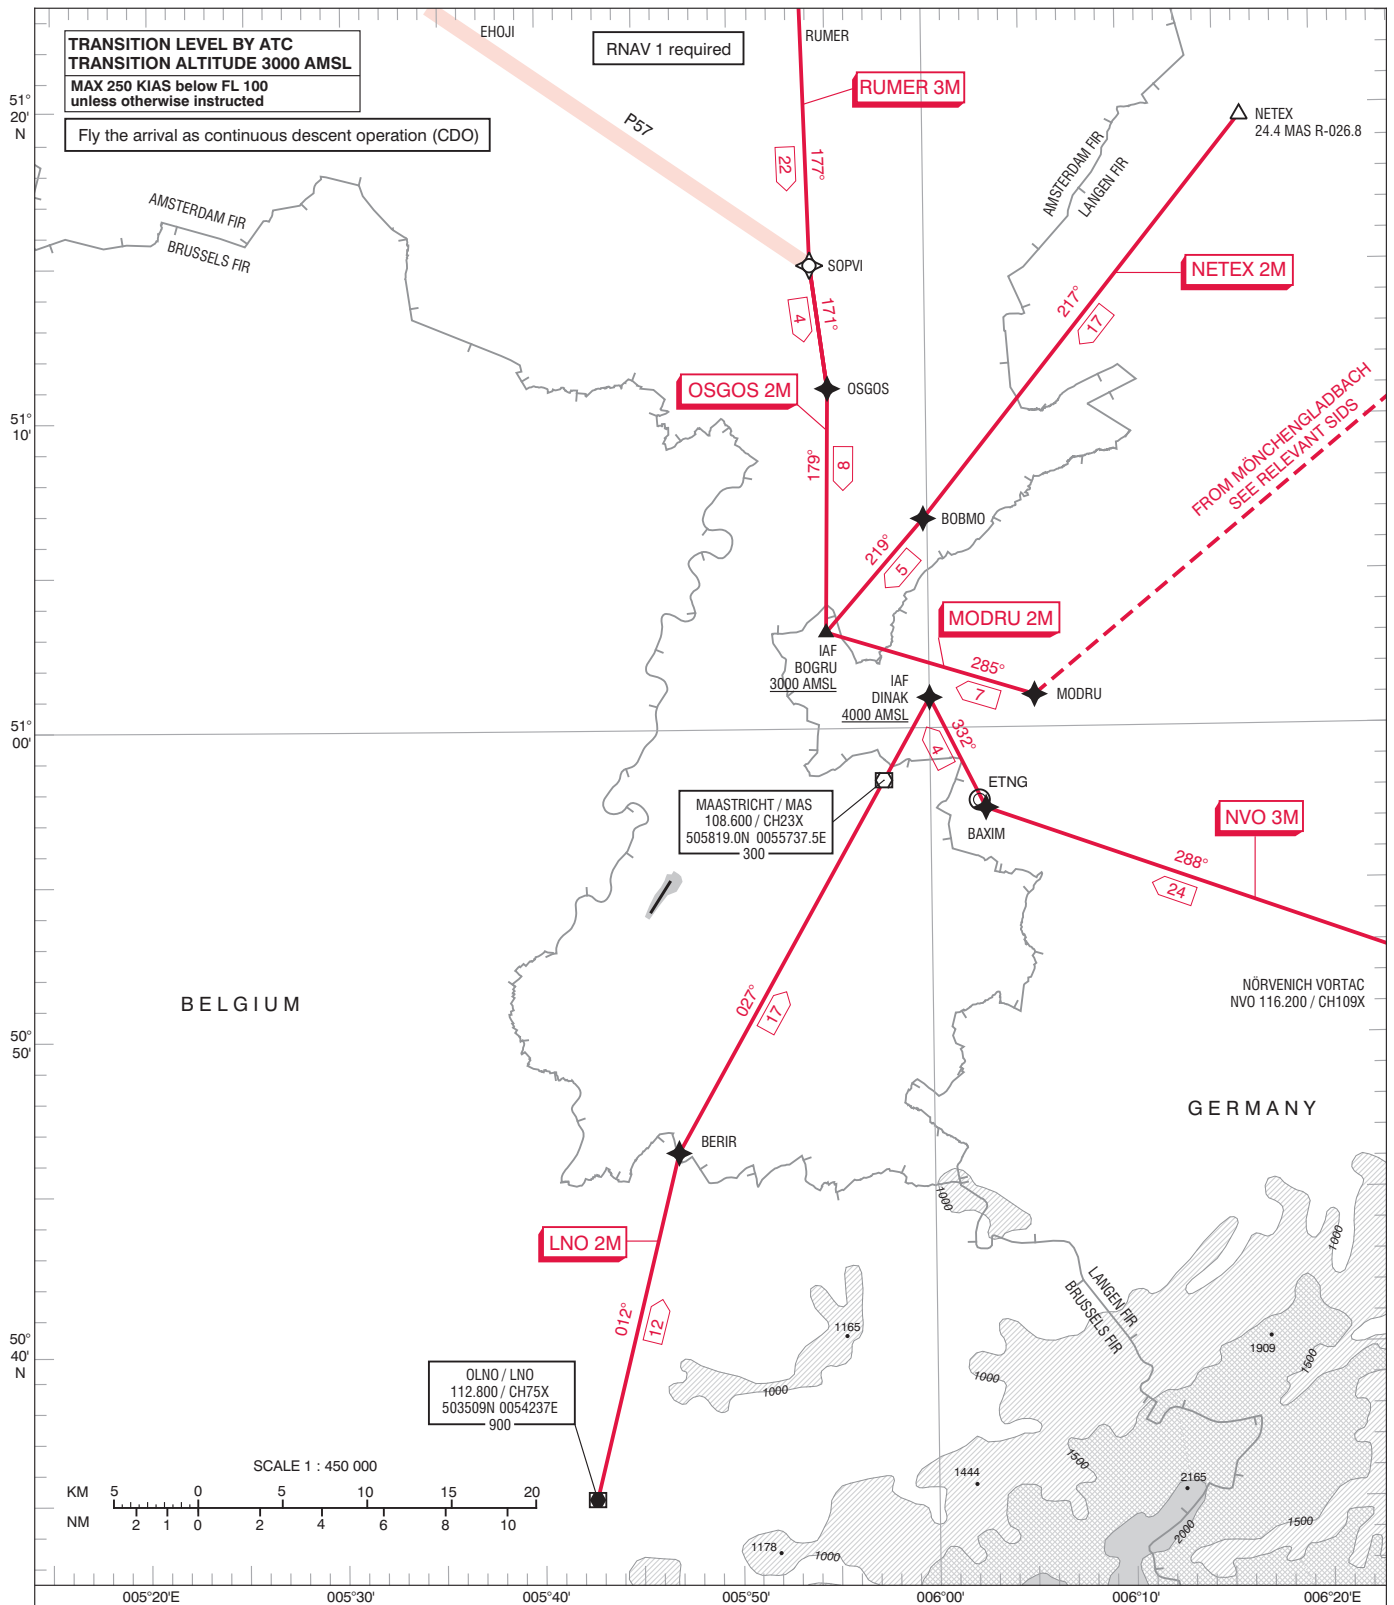 TRANSITION LEVEL BY ATC
TRANSITION ALTITUDE 3000 AMSL
MAX 250 KIAS below FL 100
unless otherwise instructed
Fly the arrival as continuous descent operation (CDO)
EHOJI
RNAV 1 required
RUMER
RUMER 3M
P57
22
177°
NETEX
24.4 MAS R-026.8
51°
20'
N
AMSTERDAM FIR
LANGEN FIR
AMSTERDAM FIR
BRUSSELS FIR
SOPVI
NETEX 2M
4
171°
217°
17
OSGOS 2M
OSGOS
51°
10'
FROM MÖNCHENGLADBACH
SEE RELEVANT SIDS
179°
8
BOBMO
219°
5
MODRU 2M
IAF
BOGRU
3000 AMSL
285°
7
MODRU
IAF
DINAK
4000 AMSL
51°
00'
332°
4
ETNG
BAXIM
MAASTRICHT / MAS
108.600 / CH23X
505819.0N 0055737.5E
300
NVO 3M
288°
24
NÖRVENICH VORTAC
NVO 116.200 / CH109X
BELGIUM
027°
17
50°
50'
GERMANY
BERIR
1000
1000
LNO 2M
LANGEN FIR
BRUSSELS FIR
012°
12
1165
1909
1500
50°
40'
N
OLNO / LNO
112.800 / CH75X
503509N 0054237E
900
1000
1000
1500
SCALE 1 : 450 000
KM 5 0 5 10 15 20
NM 2 1 0 2 4 6 8 10
1444
2165
1500
2000
1178
1000
005°20'E 005°30' 005°40' 005°50' 006°00' 006°10' 006°20'E